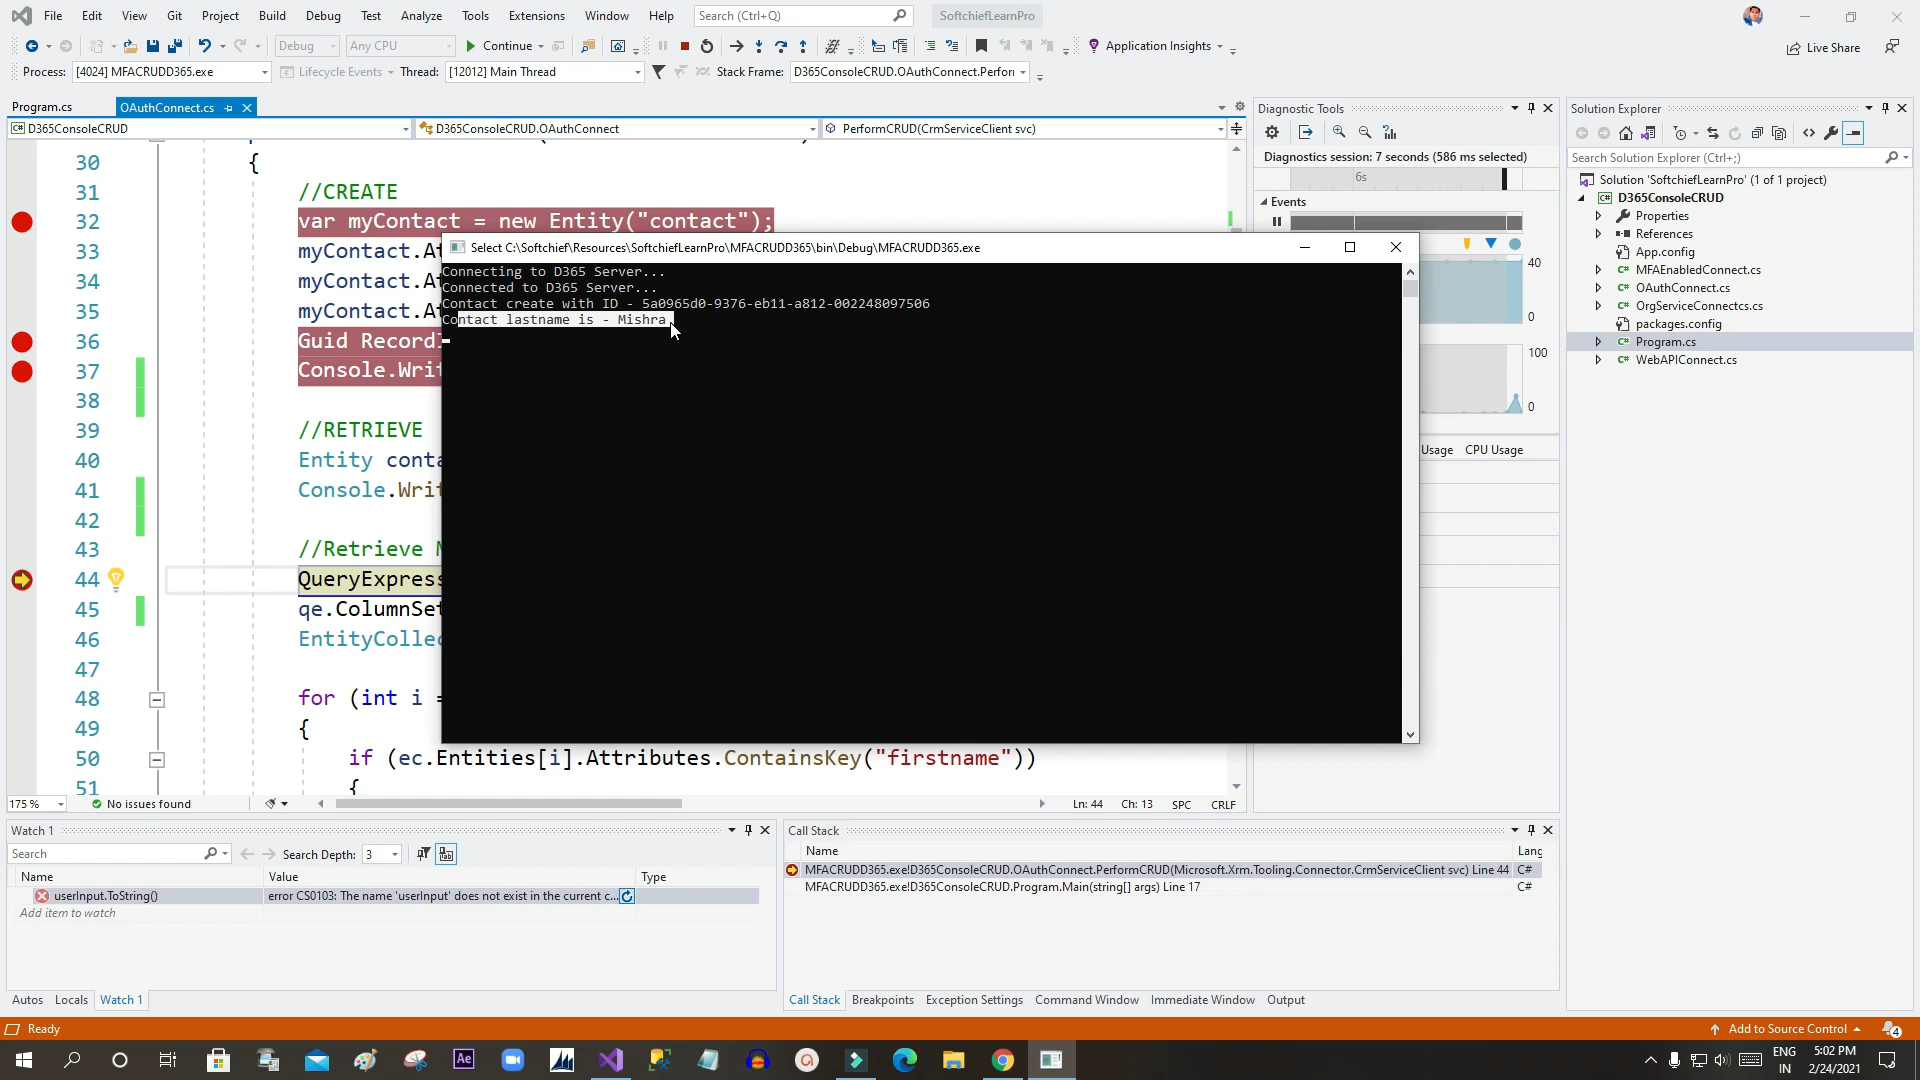 File Edit View Git Project Build Debug Test Analyze Tools Extensions Window Help Search (Ctrl+Q) SoftchiefLearnPro
Debug Any CPU Continue Application Insights Live Share
Process: [4024] MFACRUDD365.exe Lifecycle Events Thread: [12012] Main Thread Stack Frame: D365ConsoleCRUD.OAuthConnect.Perform
Program.cs OAuthConnect.cs
D365ConsoleCRUD D365ConsoleCRUD.OAuthConnect PerformCRUD(CrmServiceClient svc)
30 {
31 //CREATE
32 var myContact = new Entity("contact");
33 myContact.At
34 myContact.At
35 myContact.At
36 Guid Recordi
37 Console.Writ
38
39 //RETRIEVE
40 Entity conta
41 Console.Writ
42
43 //Retrieve M
44 QueryExpress
45 qe.ColumnSet
46 EntityCollec
47
48 for (int i =
49 {
50 if (ec.Entities[i].Attributes.ContainsKey("firstname"))
51 {
Select C:\Softchief\Resources\SoftchiefLearnPro\MFACRUDD365\bin\Debug\MFACRUDD365.exe
Connecting to D365 Server...
Connected to D365 Server...
Contact create with ID - 5a0965d0-9376-eb11-a812-002248097506
Contact lastname is - Mishra
175 % No issues found Ln: 44 Ch: 13 SPC CRLF
Diagnostic Tools
Diagnostics session: 7 seconds (586 ms selected)
6s
Events
40
0
100
0
Usage CPU Usage
Solution Explorer
Search Solution Explorer (Ctrl+;)
Solution 'SoftchiefLearnPro' (1 of 1 project)
D365ConsoleCRUD
Properties
References
App.config
MFAEnabledConnect.cs
OAuthConnect.cs
OrgServiceConnectcs.cs
packages.config
Program.cs
WebAPIConnect.cs
Watch 1
Search Search Depth: 3
Name Value Type
userInput.ToString() error CS0103: The name 'userInput' does not exist in the current c...
Add item to watch
Autos Locals Watch 1
Call Stack
Name Lang
MFACRUDD365.exe!D365ConsoleCRUD.OAuthConnect.PerformCRUD(Microsoft.Xrm.Tooling.Connector.CrmServiceClient svc) Line 44 C#
MFACRUDD365.exe!D365ConsoleCRUD.Program.Main(string[] args) Line 17 C#
Call Stack Breakpoints Exception Settings Command Window Immediate Window Output
Ready Add to Source Control 4
Ae ENG IN 5:02 PM 2/24/2021